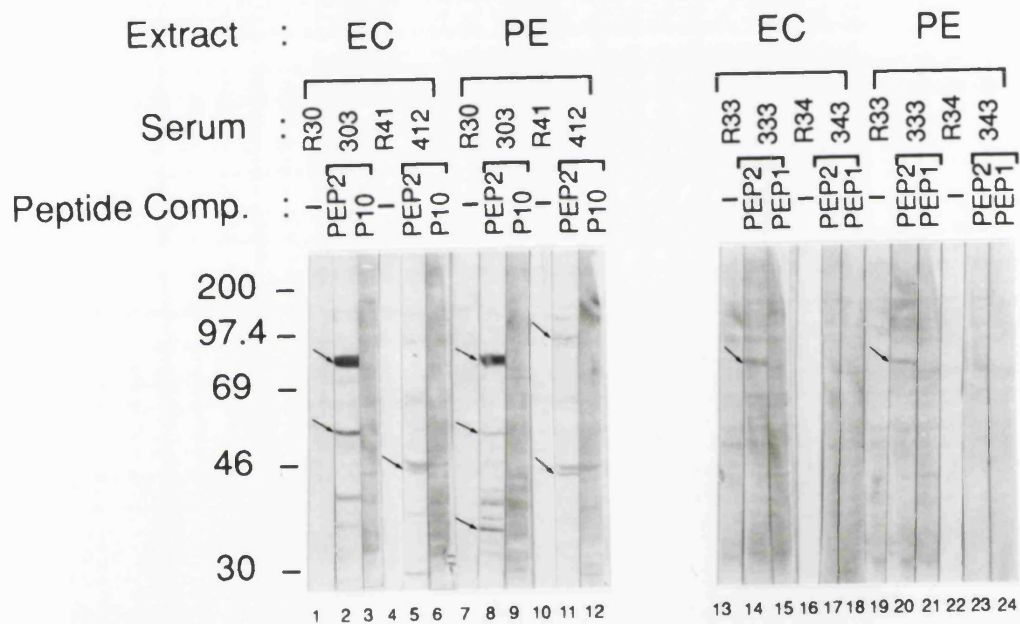 Extract : EC PE EC PE
Serum : R30 303 R41 412 R30 303 R41 412 R33 333 R34 343 R33 333 R34 343
Peptide Comp. : - PEP2 P10 - PEP2 P10 - PEP2 P10 - PEP2 P10 - PEP2 PEP1 - PEP2 PEP1 - PEP2 PEP1 - PEP2 PEP1
200 -
97.4 -
69 -
46 -
30 -
1 2 3 4 5 6 7 8 9 10 11 12 13 14 15 16 17 18 19 20 21 22 23 24